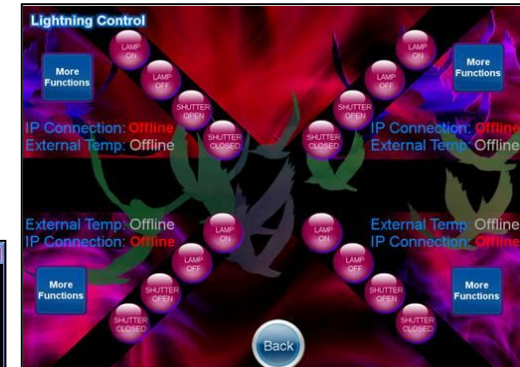 Lightning Control
LAMP
ON
LAMP
ON
More
Functions
LAMP
OFF
LAMP
OFF
More
Functions
SHUTTER
OPEN
SHUTTER
OPEN
IP Connection: Offline
SHUTTER
CLOSED
SHUTTER
CLOSED
IP Connection: Offline
External Temp: Offline
External Temp: Offline
External Temp: Offline
IP Connection: Offline
LAMP
ON
LAMP
ON
External Temp: Offline
IP Connection: Offline
LAMP
OFF
LAMP
OFF
More
Functions
SHUTTER
OPEN
SHUTTER
OPEN
More
Functions
SHUTTER
CLOSED
SHUTTER
CLOSED
Back